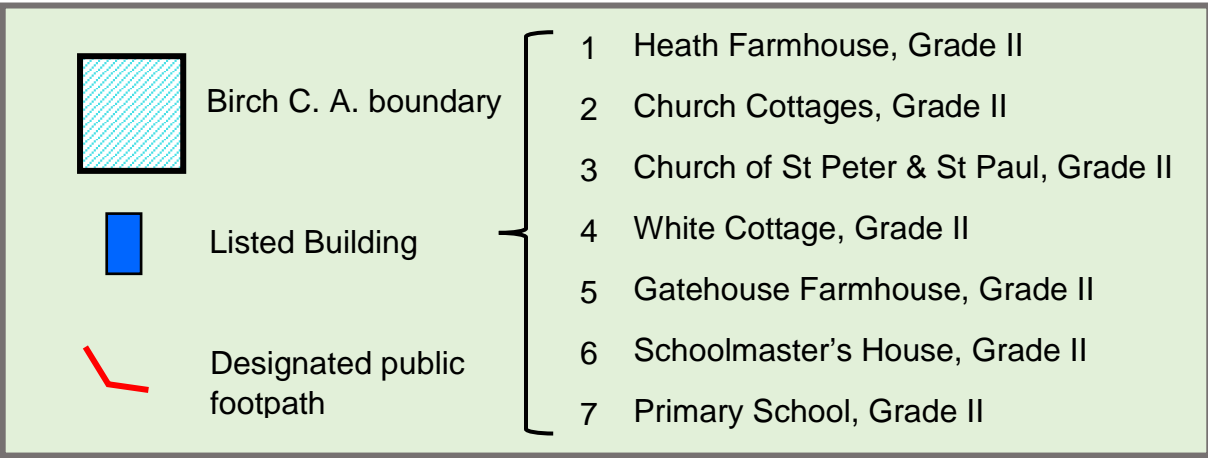 Birch C. A. boundary
Listed Building
Designated public
footpath
1 Heath Farmhouse, Grade II
2 Church Cottages, Grade II
3 Church of St Peter & St Paul, Grade II
4 White Cottage, Grade II
5 Gatehouse Farmhouse, Grade II
6 Schoolmaster’s House, Grade II
7 Primary School, Grade II